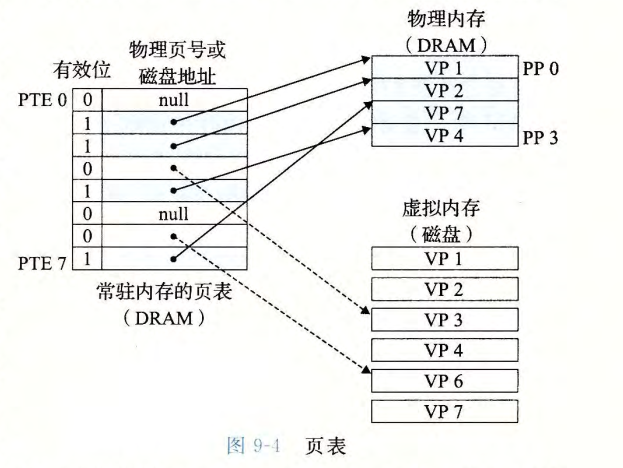 物理页号或
磁盘地址
有效位
PTE 0
0
null
1
1
0
1
0
null
0
PTE 7
1
常驻内存的页表
（DRAM）
物理内存
（DRAM）
VP 1
PP 0
VP 2
VP 7
VP 4
PP 3
虚拟内存
（磁盘）
VP 1
VP 2
VP 3
VP 4
VP 6
VP 7
图 9-4 页表